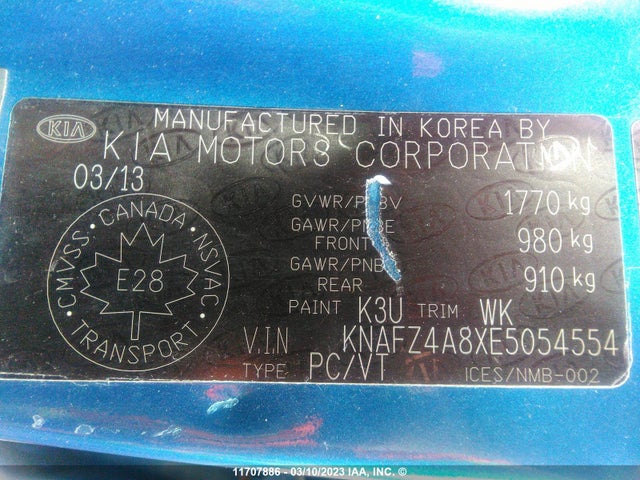 KIA
MANUFACTURED IN KOREA BY
KIA MOTORS CORPORATION
03/13
GVWR/PNBV 1770 kg
GAWR/PNBE FRONT 980 kg
GAWR/PNBE REAR 910 kg
CANADA · NSVAC · TRANSPORT · CMVSS ·
E28
PAINT K3U TRIM WK
V.I.N KNAFZ4A8XE5054554
TYPE PC/VT
ICES/NMB-002
11707886 - 03/10/2023 IAA, INC. ©